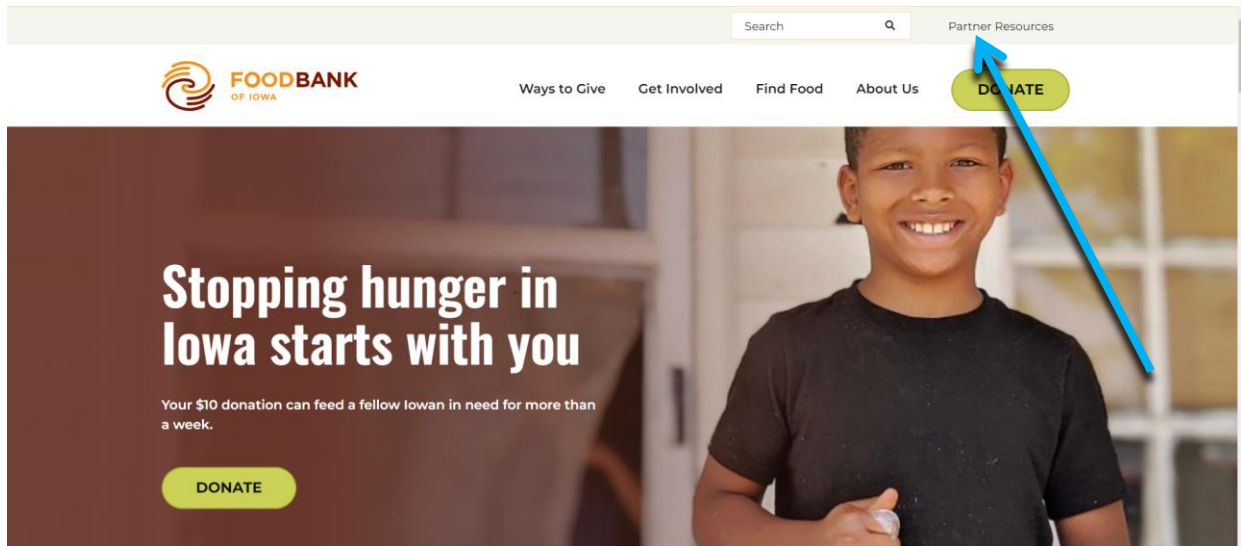 Search
Partner Resources
FOODBANK
OF IOWA
Ways to Give
Get Involved
Find Food
About Us
DONATE
Stopping hunger in
Iowa starts with you
Your $10 donation can feed a fellow Iowan in need for more than
a week.
DONATE